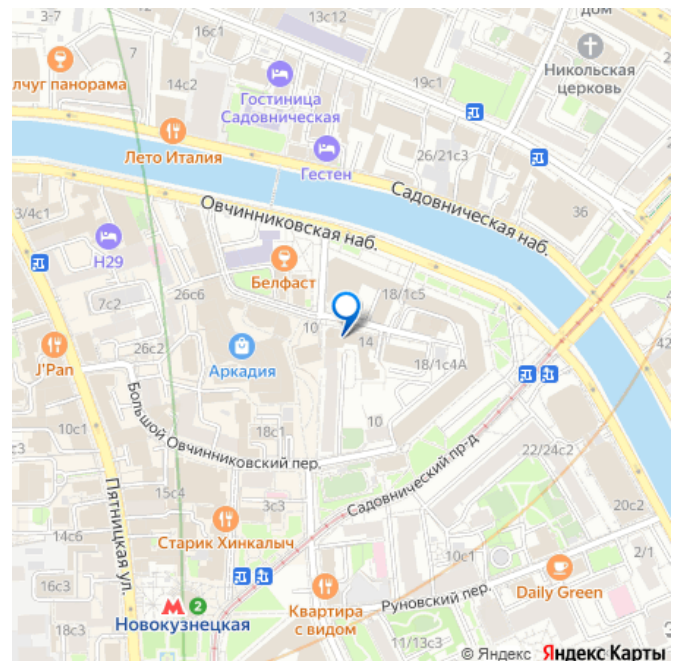 3-7
13с12
ДОМ
16с1
7
лчуг панорама
14с2
Гостиница
Садовническая
19с1
Никольская
церковь
Лето Италия
Гестен
26/21с3
Садовническая наб.
36
3/4с1
Н29
Овчинниковская наб.
Белфаст
7с2
26с6
18/1с5
10
14
42
J'Pan
26с2
Аркадия
18/1с4А
10с1
Большой Овчинниковский пер.
18с1
10
Садовнический пр-д
22/24с2
Пятницкая ул.
15с4
3с3
20с2
14с6
Старик Хинкалыч
10с1
2/1
16с3
Daily Green
2
Новокузнецкая
Квартира
с видом
Руновский пер.
18с3
11/13с3
© Яндекс Яндекс Карты